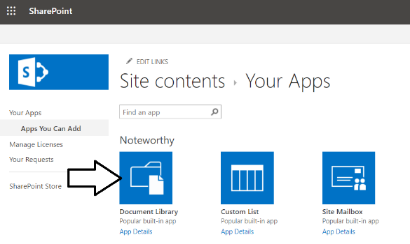 SharePoint
EDIT LINKS
Site contents › Your Apps
Your Apps
Apps You Can Add
Manage Licenses
Your Requests
SharePoint Store
Find an app
Noteworthy
Document Library
Popular built-in app
App Details
Custom List
Popular built-in app
App Details
Site Mailbox
Popular built-in app
App Details